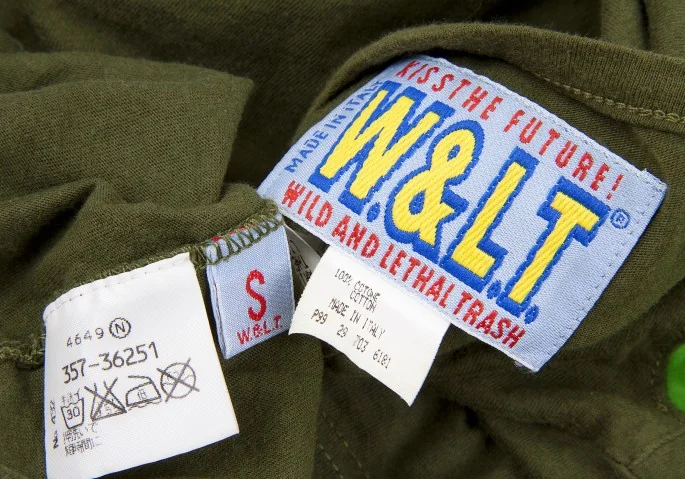 KISS THE FUTURE!
MADE IN ITALY
W.&L.T.®
WILD AND LETHAL TRASH
S
W.&L.T
100% COTONE
COTTON
MADE IN ITALY
P99 29 703 6181
4649 N
357-36251
30